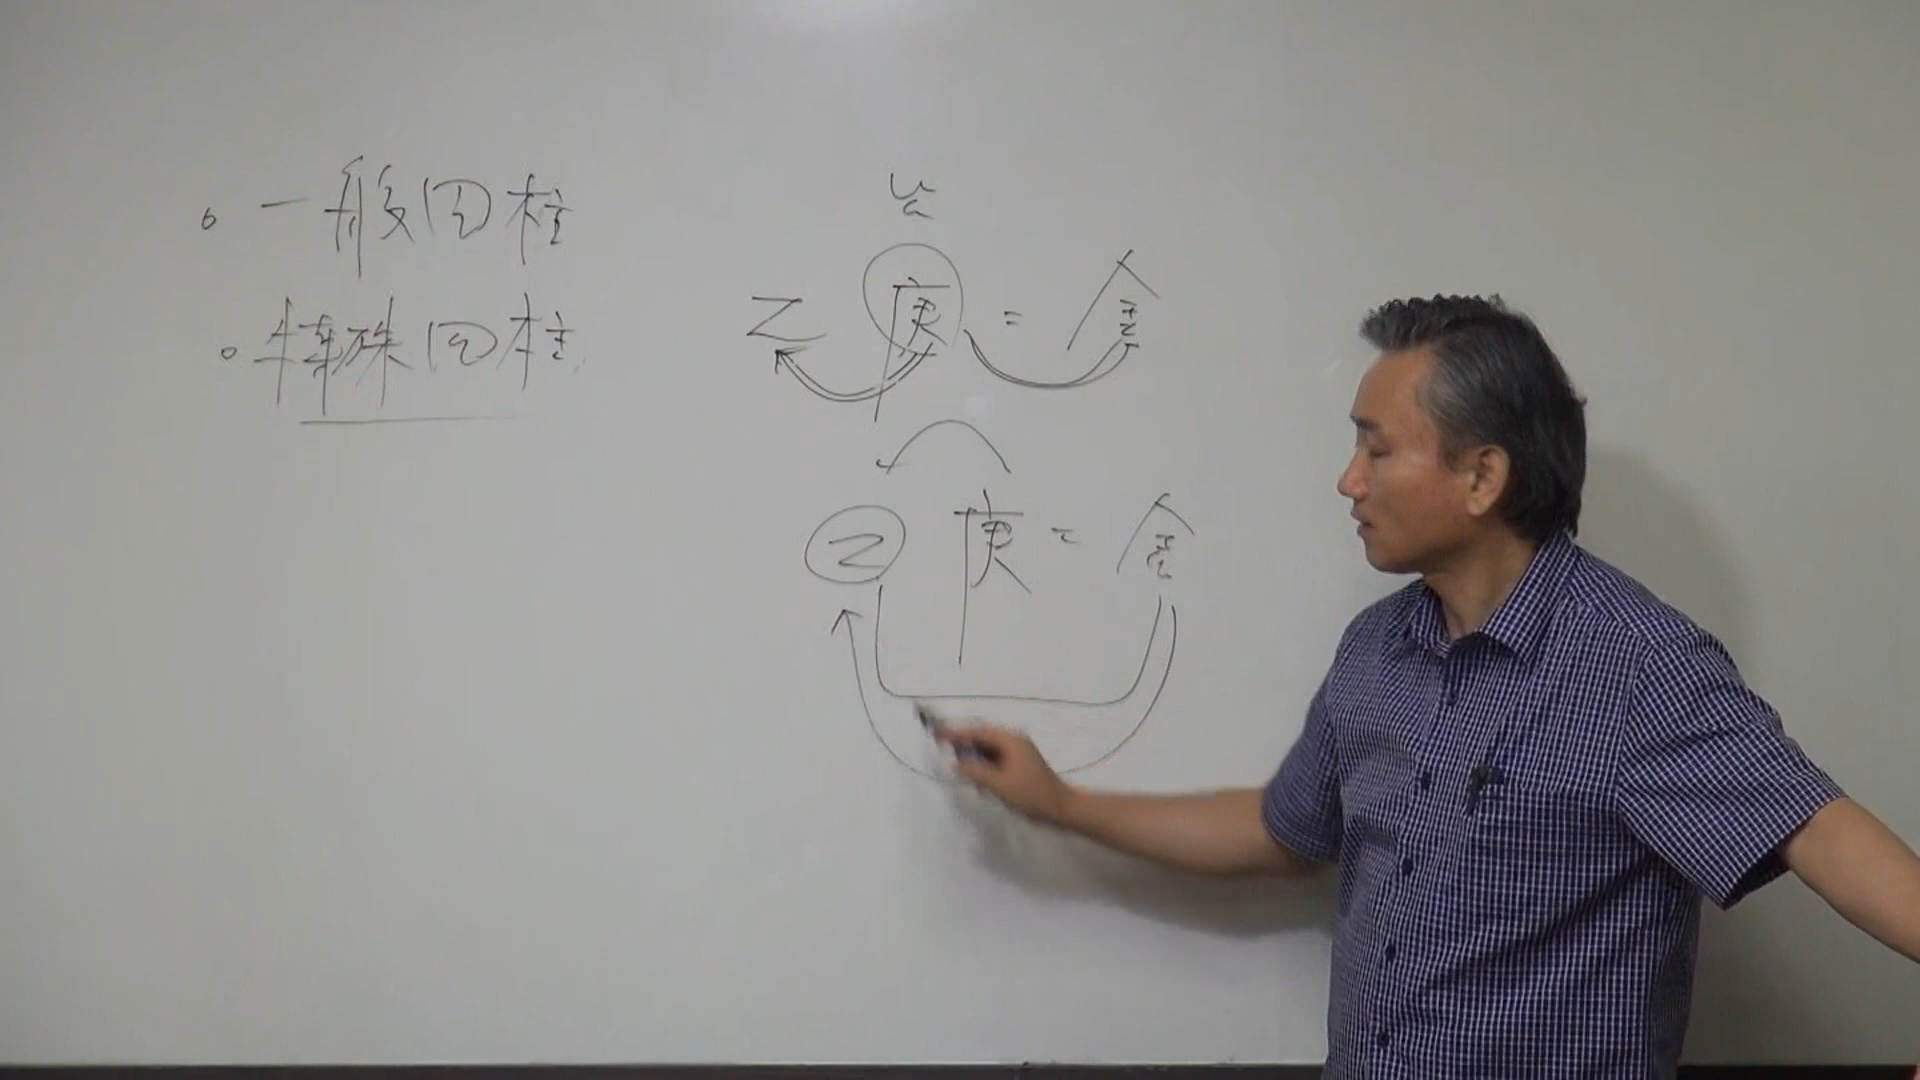 一般四柱
特殊四柱
乙 庚 = 金
乙 庚 = 金